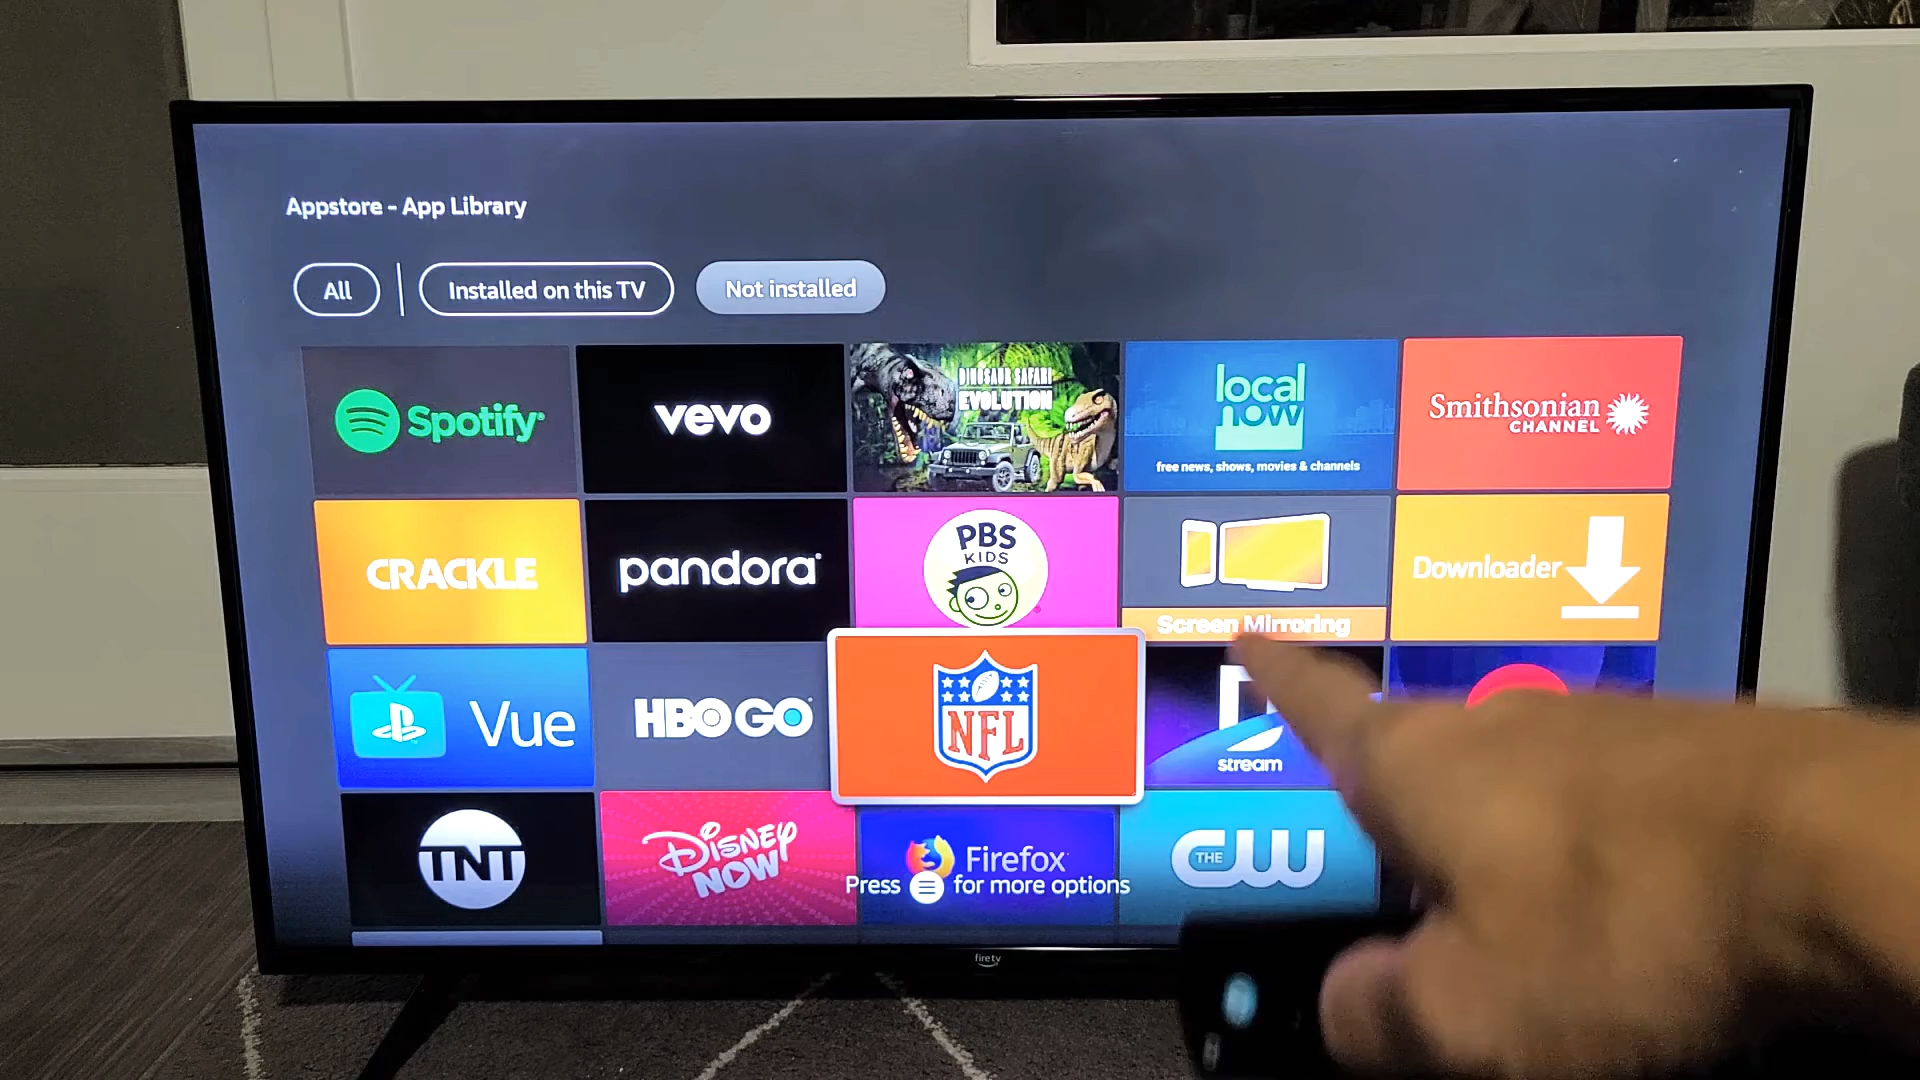 Appstore - App Library
All
Installed on this TV
Not installed
Spotify
vevo
DINOSAUR SAFARI
EVOLUTION
local
now
free news, shows, movies & channels
Smithsonian
CHANNEL
CRACKLE
pandora
PBS
KIDS
Screen Mirroring
Downloader
Vue
HBO GO
NFL
stream
TNT
DISNEY
NOW
Firefox
THE CW
Press for more options
firetv